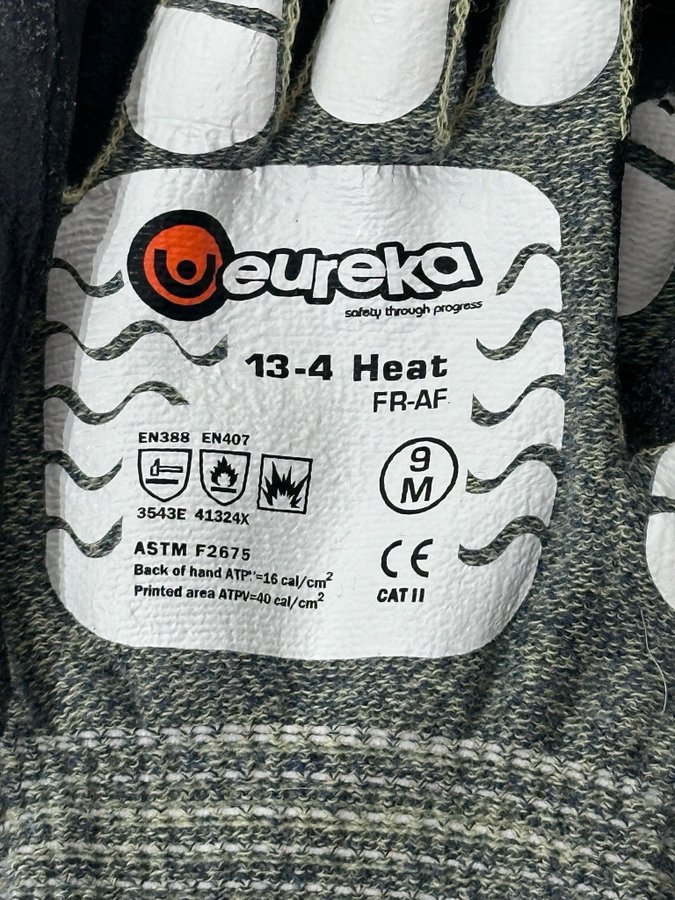 eureka
safety through progress
13-4 Heat
FR-AF
EN388 EN407
3543E 41324X
9
M
ASTM F2675
Back of hand ATPV=16 cal/cm²
Printed area ATPV=40 cal/cm²
CE
CAT II